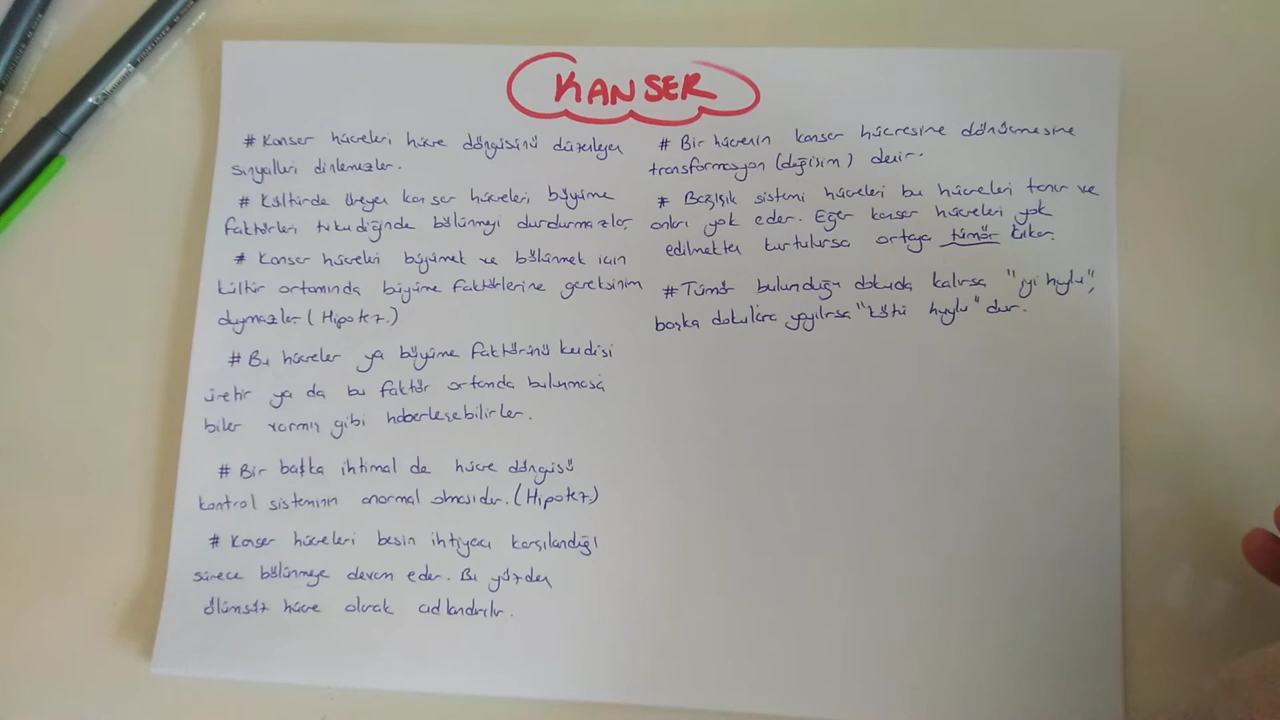 KANSER
# Kanser hücreleri hücre döngüsünü düzenleyen
sinyalleri dinlemezler.
# Kültürde üreyen kanser hücreleri büyüme
faktörleri tükendiğinde bölünmeyi durdurmazlar.
# Kanser hücreleri büyümek ve bölünmek için
kültür ortamında büyüme faktörlerine gereksinim
duymazlar (Hipotez.)
# Bu hücreler ya büyüme faktörünü kendisi
üretir ya da bu faktör ortamda bulunmasa
bile varmış gibi haberleşebilirler.
# Bir başka ihtimal de hücre döngüsü
kontrol sisteminin anormal olmasıdır. (Hipotez)
# Kanser hücreleri besin ihtiyacı karşılandığı
sürece bölünmeye devam eder. Bu yüzden
ölümsüz hücre olarak adlandırılır.
# Bir hücrenin kanser hücresine dönüşmesine
transformasyon (değişim) denir.
# Bağışık sistemi hücreleri bu hücreleri tanır ve
onları yok eder. Eğer kanser hücreleri yok
edilmekten kurtulursa ortaya tümör çıkar.
# Tümör bulunduğu dokuda kalırsa "iyi huylu",
başka dokulara yayılırsa "kötü huylu" dur.